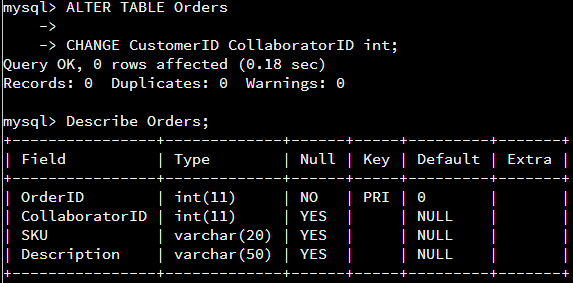 mysql> ALTER TABLE Orders
    ->
    -> CHANGE CustomerID CollaboratorID int;
Query OK, 0 rows affected (0.18 sec)
Records: 0  Duplicates: 0  Warnings: 0

mysql> Describe Orders;
+----------------+-------------+------+-----+---------+-------+
| Field          | Type        | Null | Key | Default | Extra |
+----------------+-------------+------+-----+---------+-------+
| OrderID        | int(11)     | NO   | PRI | 0       |       |
| CollaboratorID | int(11)     | YES  |     | NULL    |       |
| SKU            | varchar(20) | YES  |     | NULL    |       |
| Description    | varchar(50) | YES  |     | NULL    |       |
+----------------+-------------+------+-----+---------+-------+